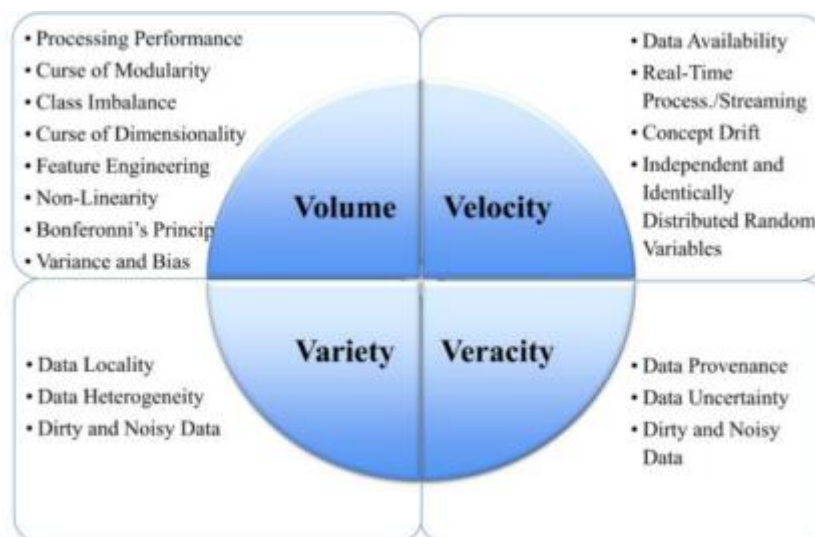 • Processing Performance
• Curse of Modularity
• Class Imbalance
• Curse of Dimensionality
• Feature Engineering
• Non-Linearity
• Bonferonni's Princip
• Variance and Bias
• Data Availability
• Real-Time
Process./Streaming
• Concept Drift
• Independent and
Identically
Distributed Random
Variables
Volume
Velocity
Variety
Veracity
• Data Locality
• Data Heterogeneity
• Dirty and Noisy Data
• Data Provenance
• Data Uncertainty
• Dirty and Noisy
Data